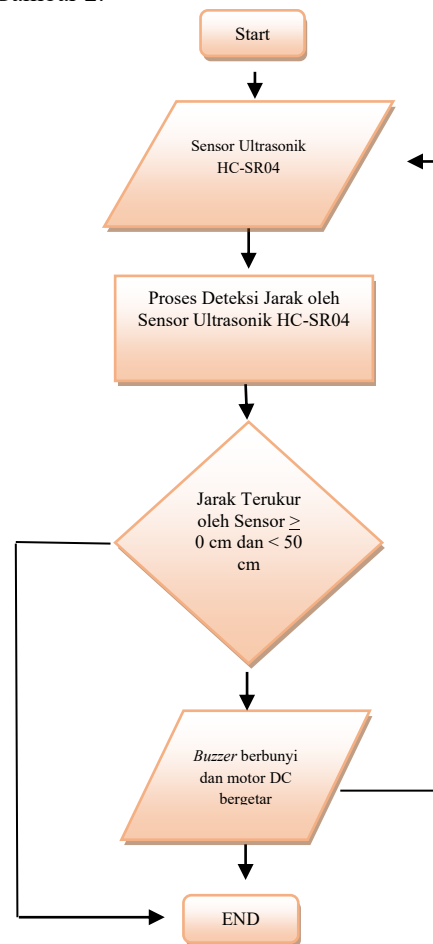 Start
Sensor Ultrasonik
HC-SR04
Proses Deteksi Jarak oleh
Sensor Ultrasonik HC-SR04
Jarak Terukur
oleh Sensor ≥
0 cm dan < 50
cm
Buzzer berbunyi
dan motor DC
bergetar
END